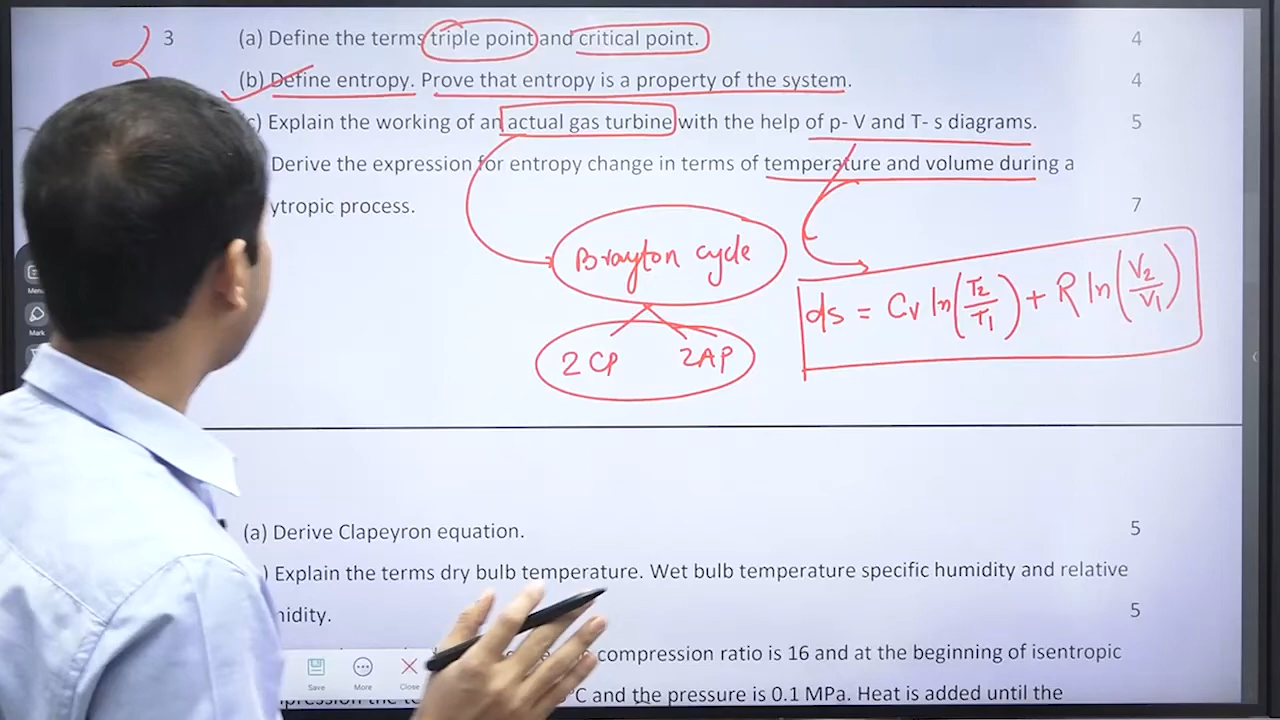 3 (a) Define the terms triple point and critical point. 4
(b) Define entropy. Prove that entropy is a property of the system. 4
c) Explain the working of an actual gas turbine with the help of p- V and T- s diagrams. 5
Derive the expression for entropy change in terms of temperature and volume during a
ytropic process. 7
Brayton cycle
2 CP 2AP
ds = Cv ln(T2/T1) + R ln(V2/V1)
(a) Derive Clapeyron equation. 5
) Explain the terms dry bulb temperature. Wet bulb temperature specific humidity and relative
idity. 5
compression ratio is 16 and at the beginning of isentropic
°C and the pressure is 0.1 MPa. Heat is added until the
Mark
Save More Close